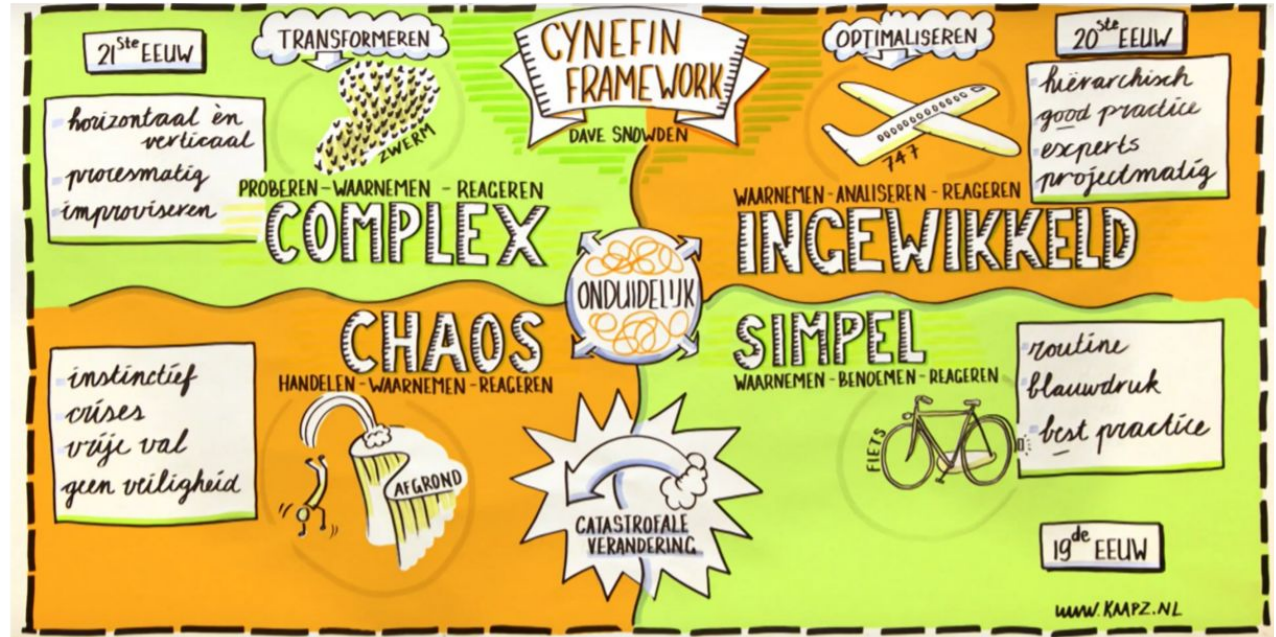 CYNEFIN
FRAMEWORK
DAVE SNOWDEN
21ste EEUW
TRANSFORMEREN
ZWERM
horizontaal èn
verticaal
procesmatig
improviseren
PROBEREN - WAARNEMEN - REAGEREN
COMPLEX
OPTIMALISEREN
747
20ste EEUW
hiërarchisch
good practice
experts
projectmatig
WAARNEMEN - ANALISEREN - REAGEREN
INGEWIKKELD
ONDUIDELIJK
CHAOS
HANDELEN - WAARNEMEN - REAGEREN
instinctief
crises
vrije val
geen veiligheid
AFGROND
CATASTROFALE
VERANDERING
SIMPEL
WAARNEMEN - BENOEMEN - REAGEREN
FIETS
routine
blauwdruk
best practice
19de EEUW
www.KAAPZ.NL